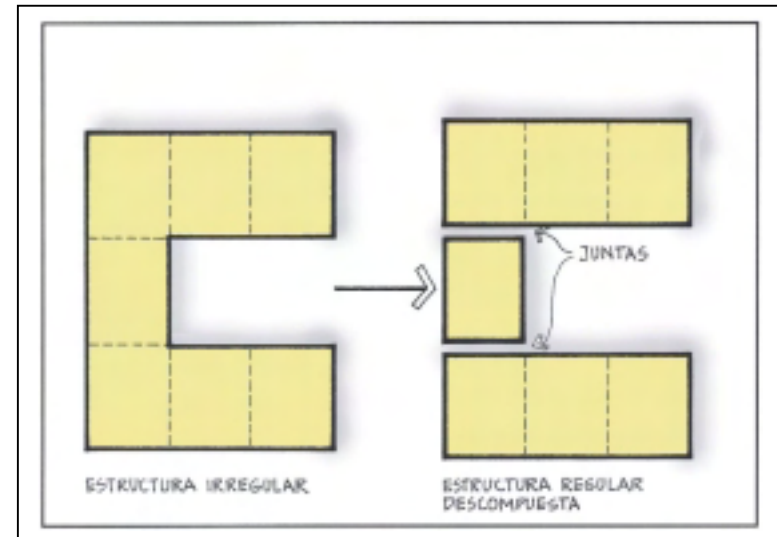 JUNTAS
ESTRUCTURA IRREGULAR
ESTRUCTURA REGULAR
DESCOMPUESTA